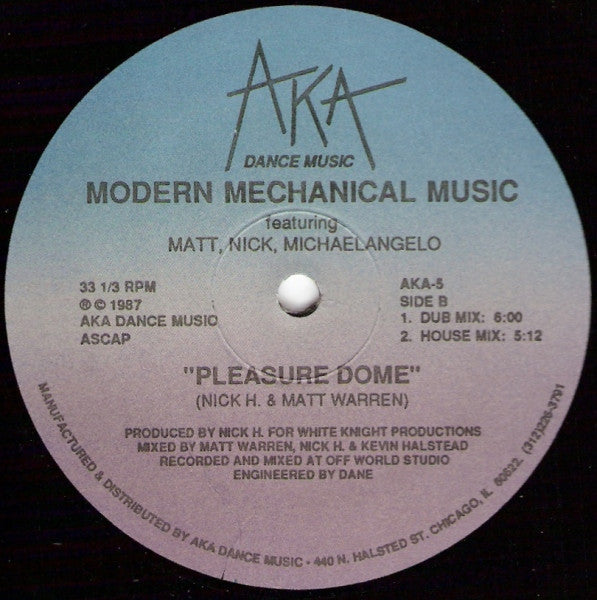 AKA
DANCE MUSIC
MODERN MECHANICAL MUSIC
featuring
MATT, NICK, MICHAELANGELO
33 1/3 RPM
℗ © 1987
AKA DANCE MUSIC
ASCAP
AKA-5
SIDE B
1. DUB MIX: 6:00
2. HOUSE MIX: 5:12
"PLEASURE DOME"
(NICK H. & MATT WARREN)
PRODUCED BY NICK H. FOR WHITE KNIGHT PRODUCTIONS
MIXED BY MATT WARREN, NICK H. & KEVIN HALSTEAD
RECORDED AND MIXED AT OFF WORLD STUDIO
ENGINEERED BY DANE
MANUFACTURED & DISTRIBUTED BY AKA DANCE MUSIC • 440 N. HALSTED ST. CHICAGO, IL 60622. (312)226-3791